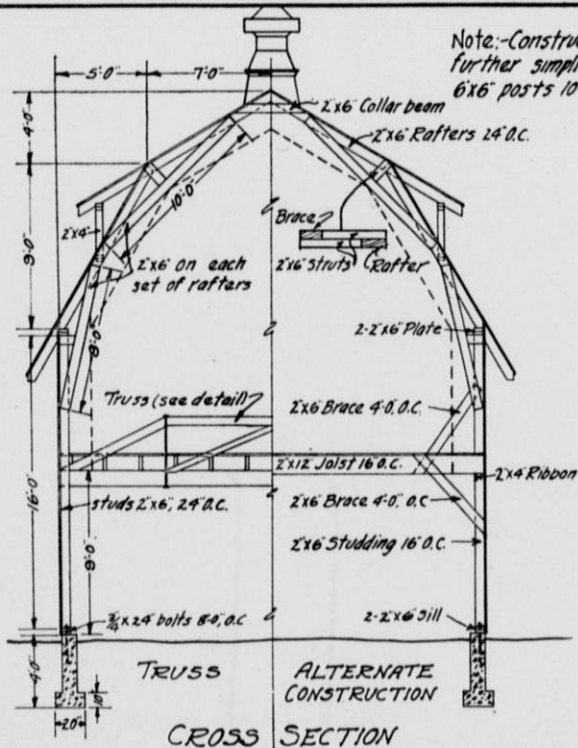 Note:-Constru
further simpli
6"x6" posts 10'
5'-0"
7'-0"
4'-0"
2"x6" Collar beam
2"x6" Rafters 24" O.C.
10'-0"
9'-0"
2"x4"
Brace
2"x6" Struts
Rafter
2"x6" on each
set of rafters
8'-0"
2-2"x6" Plate
Truss (see detail)
2"x6" Brace 4'-0", O.C.
2"x12" Joist 16" O.C.
2"x4" Ribbon
16'-0"
studs 2"x6", 24" O.C.
9'-0"
2"x6" Brace 4'-0", O.C
2"x6" Studding 16" O.C.
3/4" x 24" bolts 8'-0", O.C
2-2"x6" Sill
4'-0"
TRUSS
ALTERNATE
CONSTRUCTION
10"
20"
CROSS SECTION